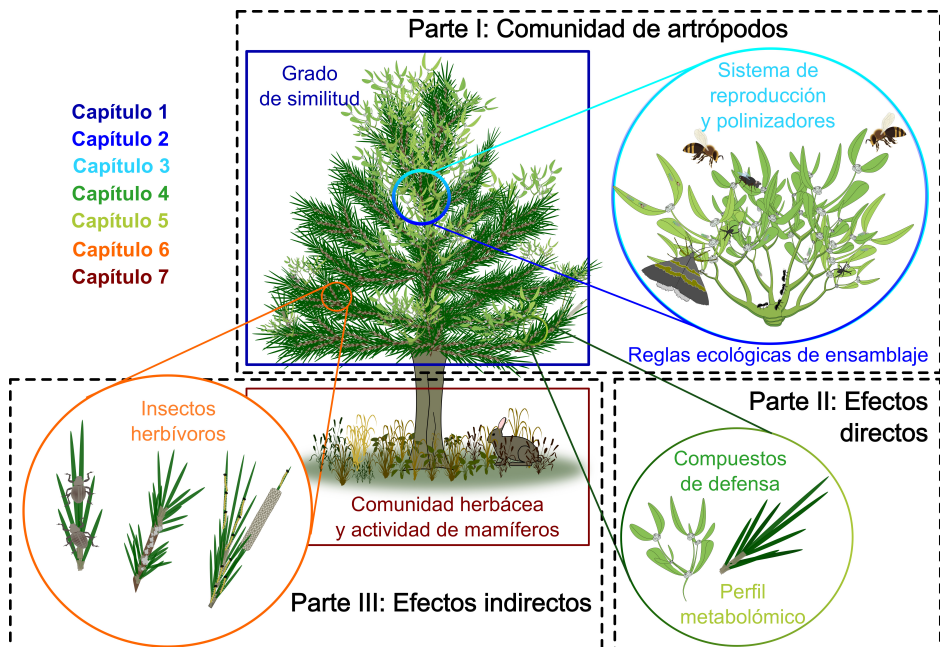 Parte I: Comunidad de artrópodos
Grado
de similitud
Sistema de
reproducción
y polinizadores
Capítulo 1
Capítulo 2
Capítulo 3
Capítulo 4
Capítulo 5
Capítulo 6
Capítulo 7
Reglas ecológicas de ensamblaje
Insectos
herbívoros
Comunidad herbácea
y actividad de mamíferos
Parte III: Efectos indirectos
Parte II: Efectos
directos
Compuestos
de defensa
Perfil
metabolómico